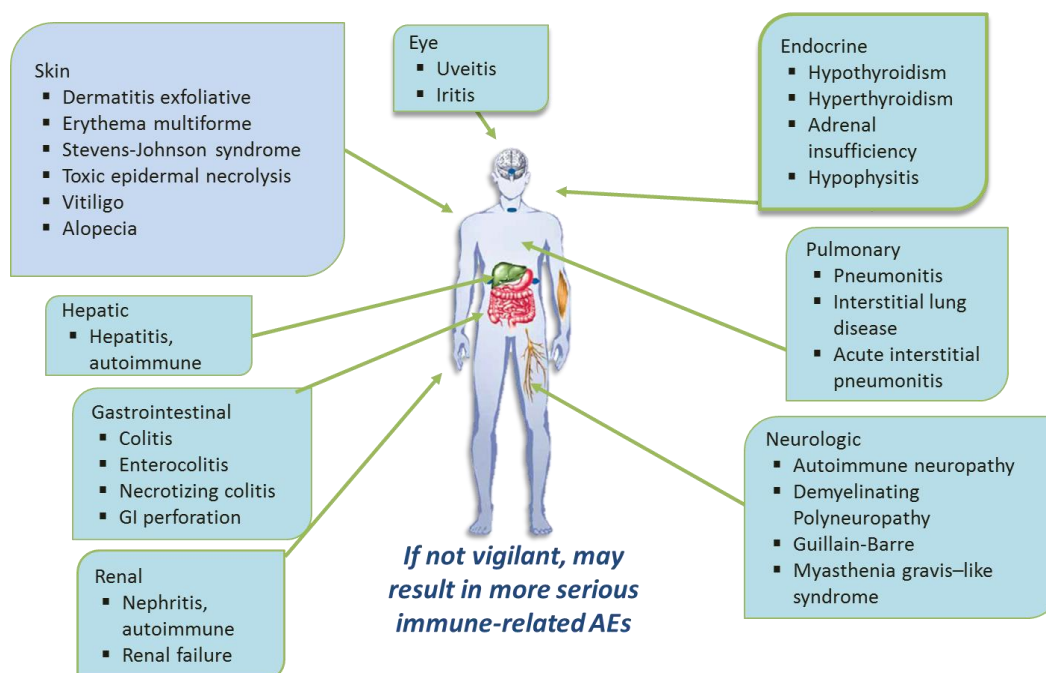 Skin
▪ Dermatitis exfoliative
▪ Erythema multiforme
▪ Stevens-Johnson syndrome
▪ Toxic epidermal necrolysis
▪ Vitiligo
▪ Alopecia
Eye
▪ Uveitis
▪ Iritis
Endocrine
▪ Hypothyroidism
▪ Hyperthyroidism
▪ Adrenal
insufficiency
▪ Hypophysitis
Pulmonary
▪ Pneumonitis
▪ Interstitial lung
disease
▪ Acute interstitial
pneumonitis
Hepatic
▪ Hepatitis,
autoimmune
Gastrointestinal
▪ Colitis
▪ Enterocolitis
▪ Necrotizing colitis
▪ GI perforation
Neurologic
▪ Autoimmune neuropathy
▪ Demyelinating
Polyneuropathy
▪ Guillain-Barre
▪ Myasthenia gravis–like
syndrome
Renal
▪ Nephritis,
autoimmune
▪ Renal failure
If not vigilant, may
result in more serious
immune-related AEs